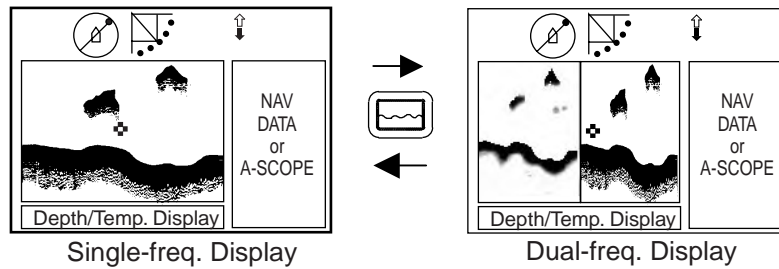 NAV
DATA
or
A-SCOPE
Depth/Temp. Display
Single-freq. Display
NAV
DATA
or
A-SCOPE
Depth/Temp. Display
Dual-freq. Display